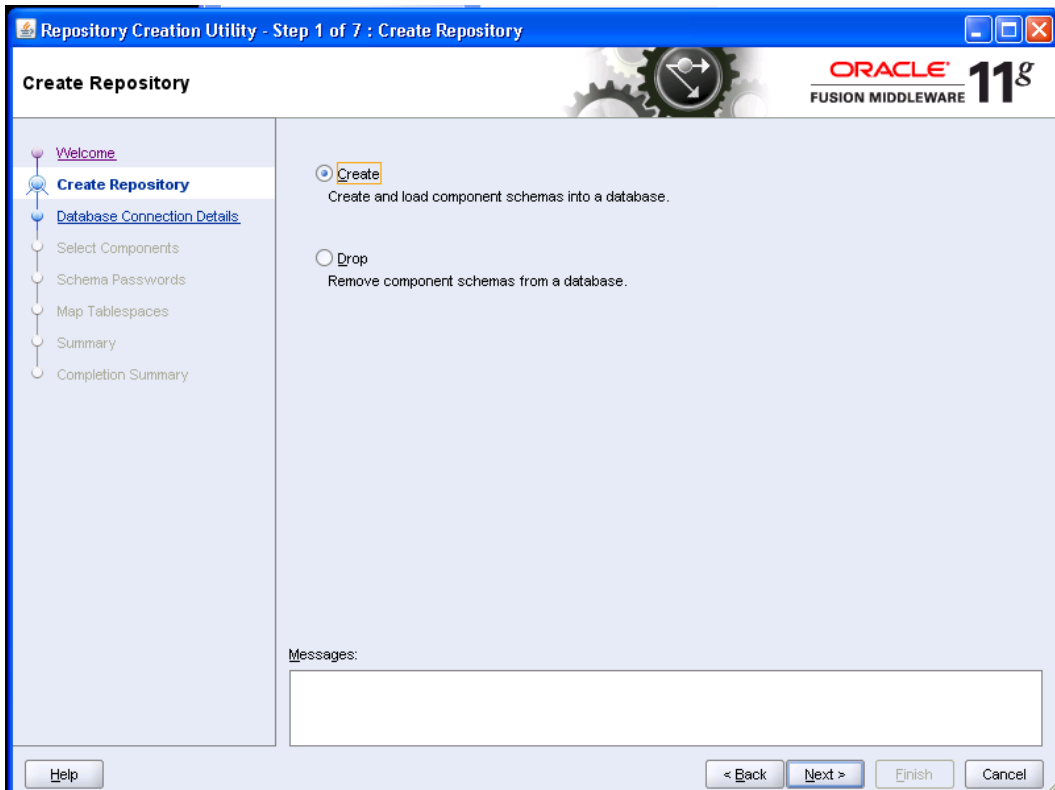 Repository Creation Utility - Step 1 of 7 : Create Repository
Create Repository
ORACLE
FUSION MIDDLEWARE
11g
Welcome
Create Repository
Database Connection Details
Select Components
Schema Passwords
Map Tablespaces
Summary
Completion Summary
Create
Create and load component schemas into a database.
Drop
Remove component schemas from a database.
Messages:
Help
< Back
Next >
Finish
Cancel